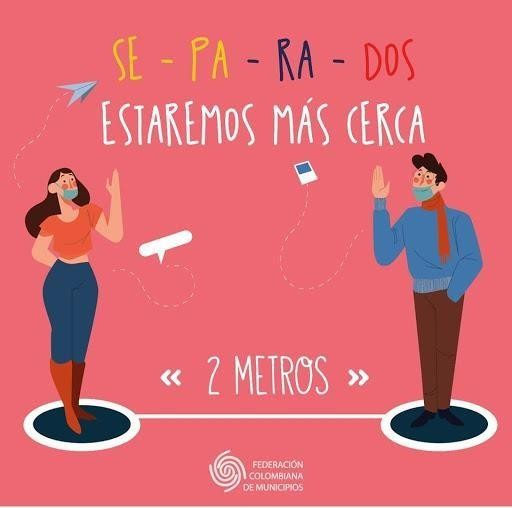 SE - PA - RA - DOS
ESTAREMOS MÁS CERCA
« 2 METROS »
FEDERACIÓN
COLOMBIANA
DE MUNICIPIOS